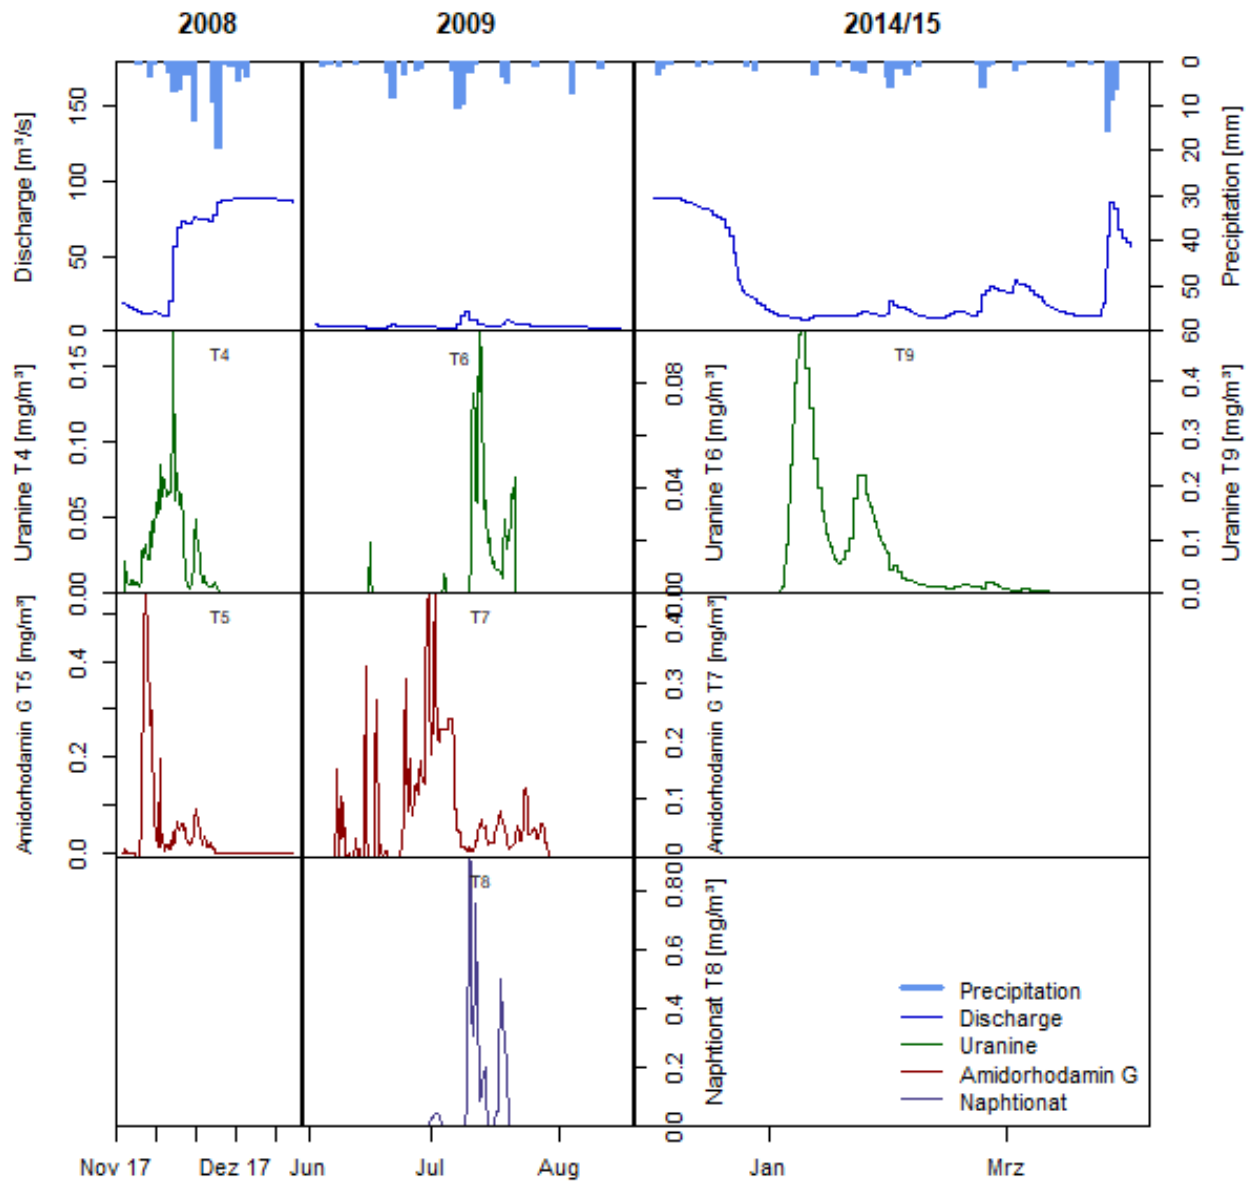 2008
2009
2014/15
Discharge [m³/s]
0
50
100
150
Precipitation [mm]
0
10
20
30
40
50
60
T4
T6
T9
Uranine T4 [mg/m³]
0.00
0.05
0.10
0.15
Uranine T6 [mg/m³]
0.00
0.04
0.08
Uranine T9 [mg/m³]
0.0
0.1
0.2
0.3
0.4
T5
T7
Amidorhodamin G T5 [mg/m³]
0.0
0.2
0.4
Amidorhodamin G T7 [mg/m³]
0
0.1
0.2
0.3
0.4
T8
Naphtionat T8 [mg/m³]
0.0
0.2
0.4
0.6
0.80
Precipitation
Discharge
Uranine
Amidorhodamin G
Naphtionat
Nov 17
Dez 17
Jun
Jul
Aug
Jan
Mrz